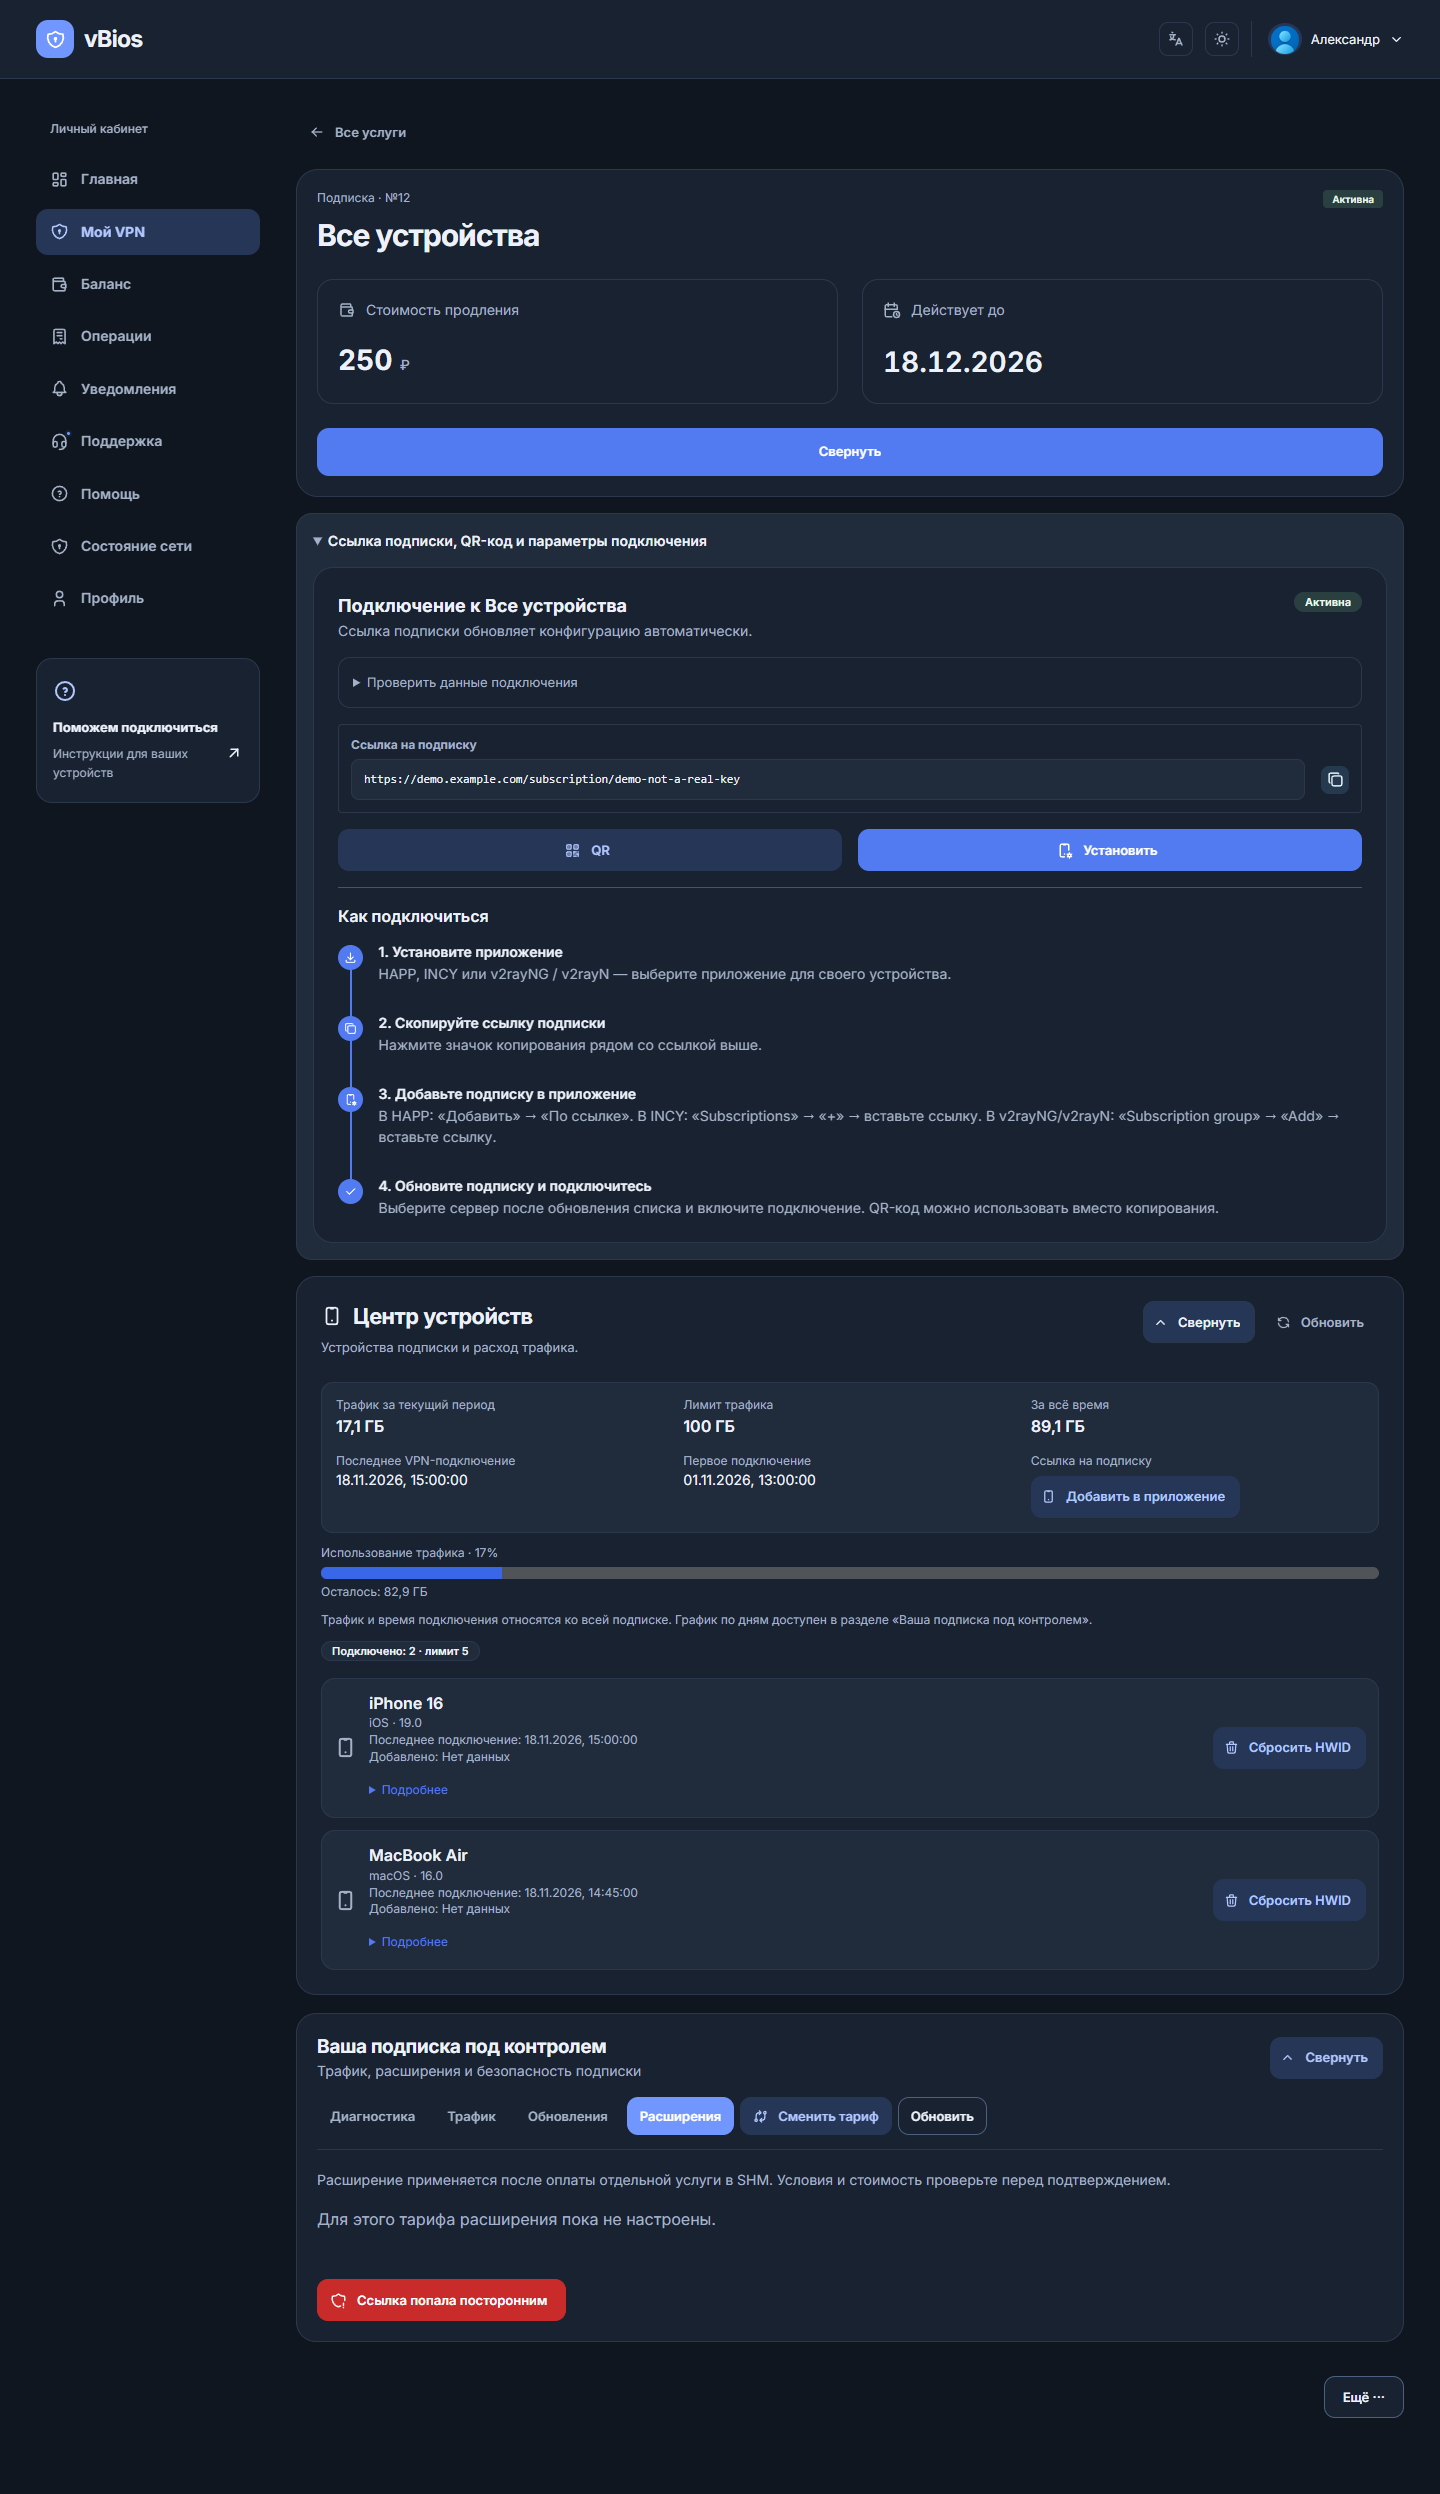 vBios
Александр
Личный кабинет
Главная
Мой VPN
Баланс
Операции
Уведомления
Поддержка
Помощь
Состояние сети
Профиль
Поможем подключиться
Инструкции для ваших
устройств
Все услуги
Подписка · №12
Активна
Все устройства
Стоимость продления
250 ₽
Действует до
18.12.2026
Свернуть
Ссылка подписки, QR-код и параметры подключения
Подключение к Все устройства
Активна
Ссылка подписки обновляет конфигурацию автоматически.
Проверить данные подключения
Ссылка на подписку
https://demo.example.com/subscription/demo-not-a-real-key
QR
Установить
Как подключиться
1. Установите приложение
HAPP, INCY или v2rayNG / v2rayN — выберите приложение для своего устройства.
2. Скопируйте ссылку подписки
Нажмите значок копирования рядом со ссылкой выше.
3. Добавьте подписку в приложение
В HAPP: «Добавить» → «По ссылке». В INCY: «Subscriptions» → «+» → вставьте ссылку. В v2rayNG/v2rayN: «Subscription group» → «Add» →
вставьте ссылку.
4. Обновите подписку и подключитесь
Выберите сервер после обновления списка и включите подключение. QR-код можно использовать вместо копирования.
Центр устройств
Свернуть
Обновить
Устройства подписки и расход трафика.
Трафик за текущий период
17,1 ГБ
Лимит трафика
100 ГБ
За всё время
89,1 ГБ
Последнее VPN-подключение
18.11.2026, 15:00:00
Первое подключение
01.11.2026, 13:00:00
Ссылка на подписку
Добавить в приложение
Использование трафика · 17%
Осталось: 82,9 ГБ
Трафик и время подключения относятся ко всей подписке. График по дням доступен в разделе «Ваша подписка под контролем».
Подключено: 2 · лимит 5
iPhone 16
iOS · 19.0
Последнее подключение: 18.11.2026, 15:00:00
Добавлено: Нет данных
Подробнее
Сбросить HWID
MacBook Air
macOS · 16.0
Последнее подключение: 18.11.2026, 14:45:00
Добавлено: Нет данных
Подробнее
Сбросить HWID
Ваша подписка под контролем
Трафик, расширения и безопасность подписки
Свернуть
Диагностика
Трафик
Обновления
Расширения
Сменить тариф
Обновить
Расширение применяется после оплаты отдельной услуги в SHM. Условия и стоимость проверьте перед подтверждением.
Для этого тарифа расширения пока не настроены.
Ссылка попала посторонним
Ещё ···